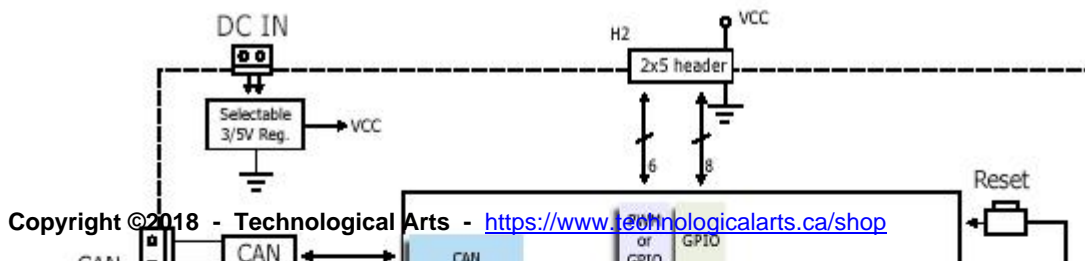 DC IN
VCC
H2
2x5 header
Selectable
3/5V Reg.
VCC
6
8
Reset
Copyright ©2018 - Technological Arts - https://www.technologicalarts.ca/shop
or
GPIO
GPIO
CAN
CAN
CAN